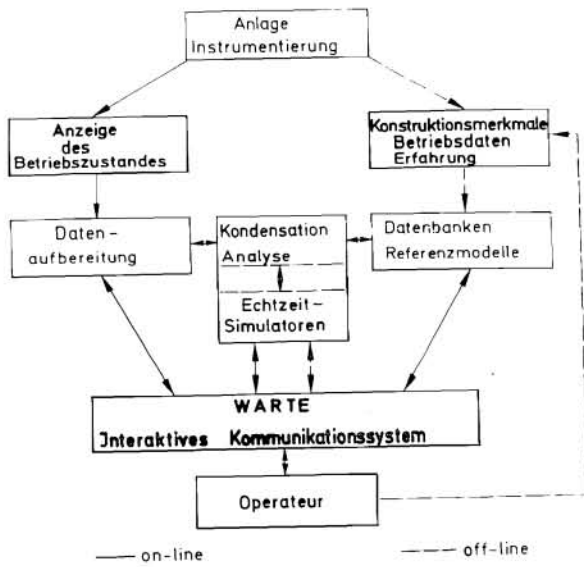 Anlage
Instrumentierung
Anzeige
des
Betriebszustandes
Konstruktionsmerkmale
Betriebsdaten
Erfahrung
Daten-
aufbereitung
Kondensation
Analyse
Echtzeit-
Simulatoren
Datenbanken
Referenzmodelle
WARTE
Interaktives Kommunikationssystem
Operateur
on-line
off-line